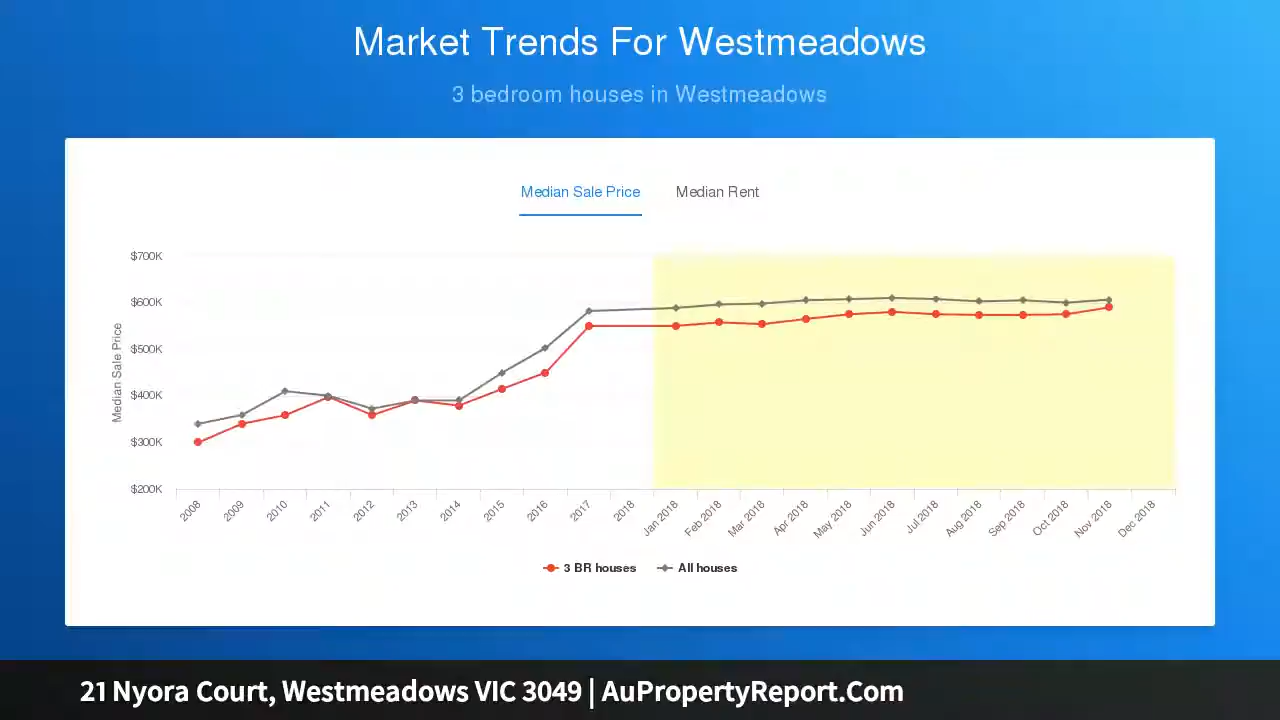 Market Trends For Westmeadows
3 bedroom houses in Westmeadows
Median Sale Price Median Rent
Median Sale Price
$700K
$600K
$500K
$400K
$300K
$200K
2008 2009 2010 2011 2012 2013 2014 2015 2016 2017 2018 Jan 2018 Feb 2018 Mar 2018 Apr 2018 May 2018 Jun 2018 Jul 2018 Aug 2018 Sep 2018 Oct 2018 Nov 2018 Dec 2018
3 BR houses All houses
21 Nyora Court, Westmeadows VIC 3049 | AuPropertyReport.Com